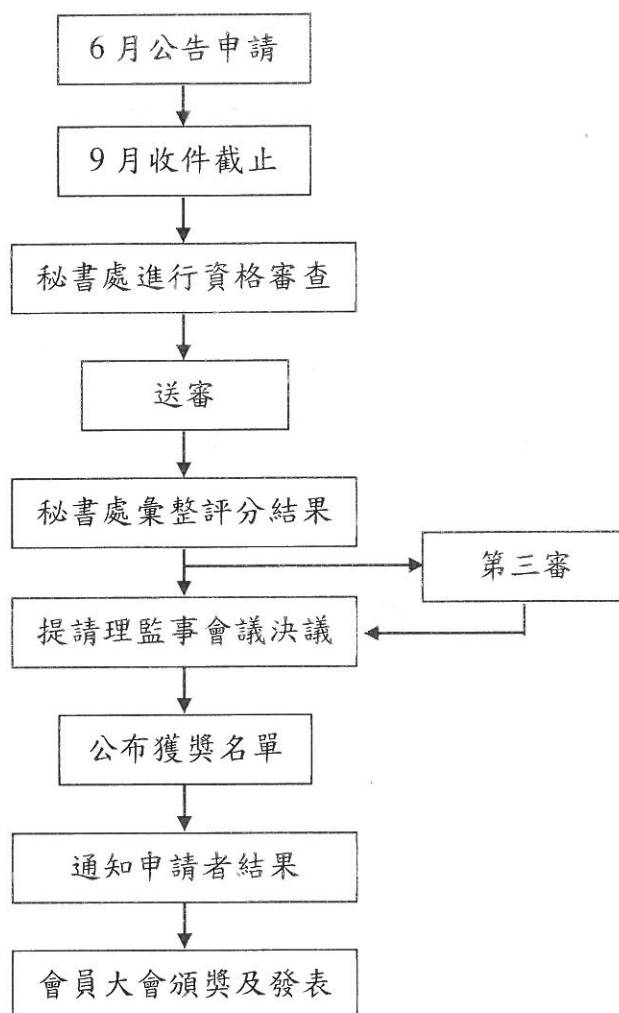 6月公告申請
9月收件截止
秘書處進行資格審查
送審
秘書處彙整評分結果
第三審
提請理監事會議決議
公布獲獎名單
通知申請者結果
會員大會頒獎及發表